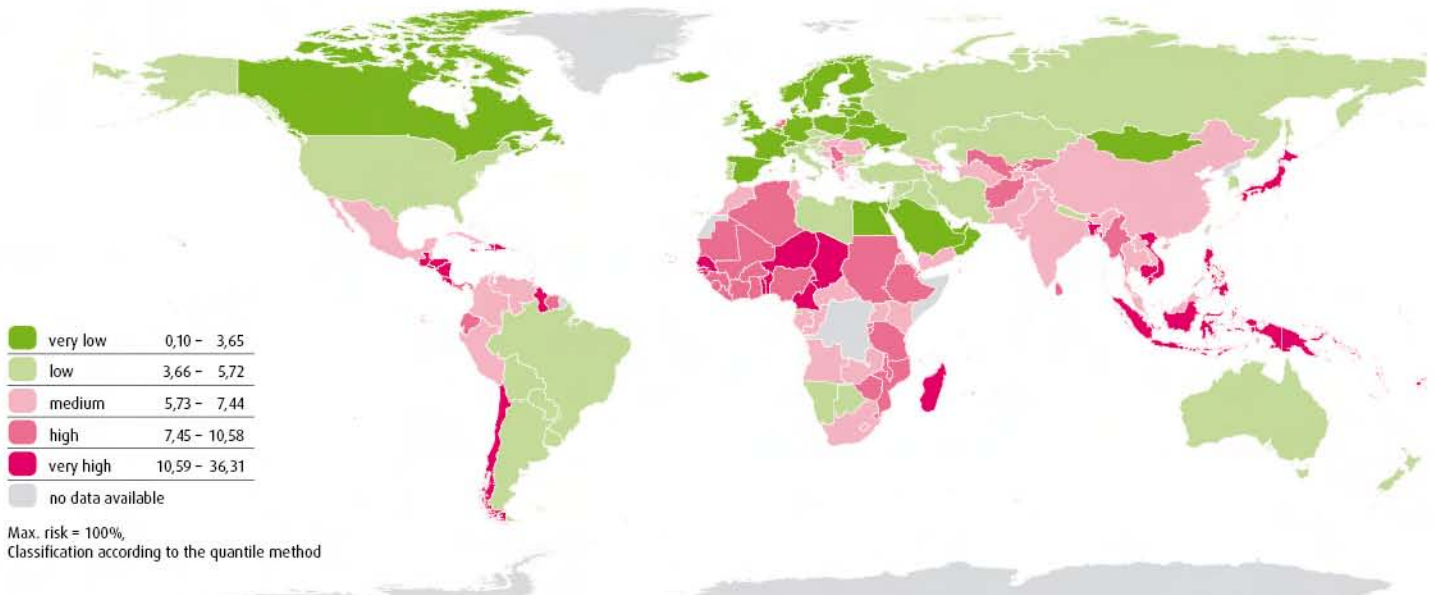 very low 0,10 – 3,65
low 3,66 – 5,72
medium 5,73 – 7,44
high 7,45 – 10,58
very high 10,59 – 36,31
no data available
Max. risk = 100%,
Classification according to the quantile method